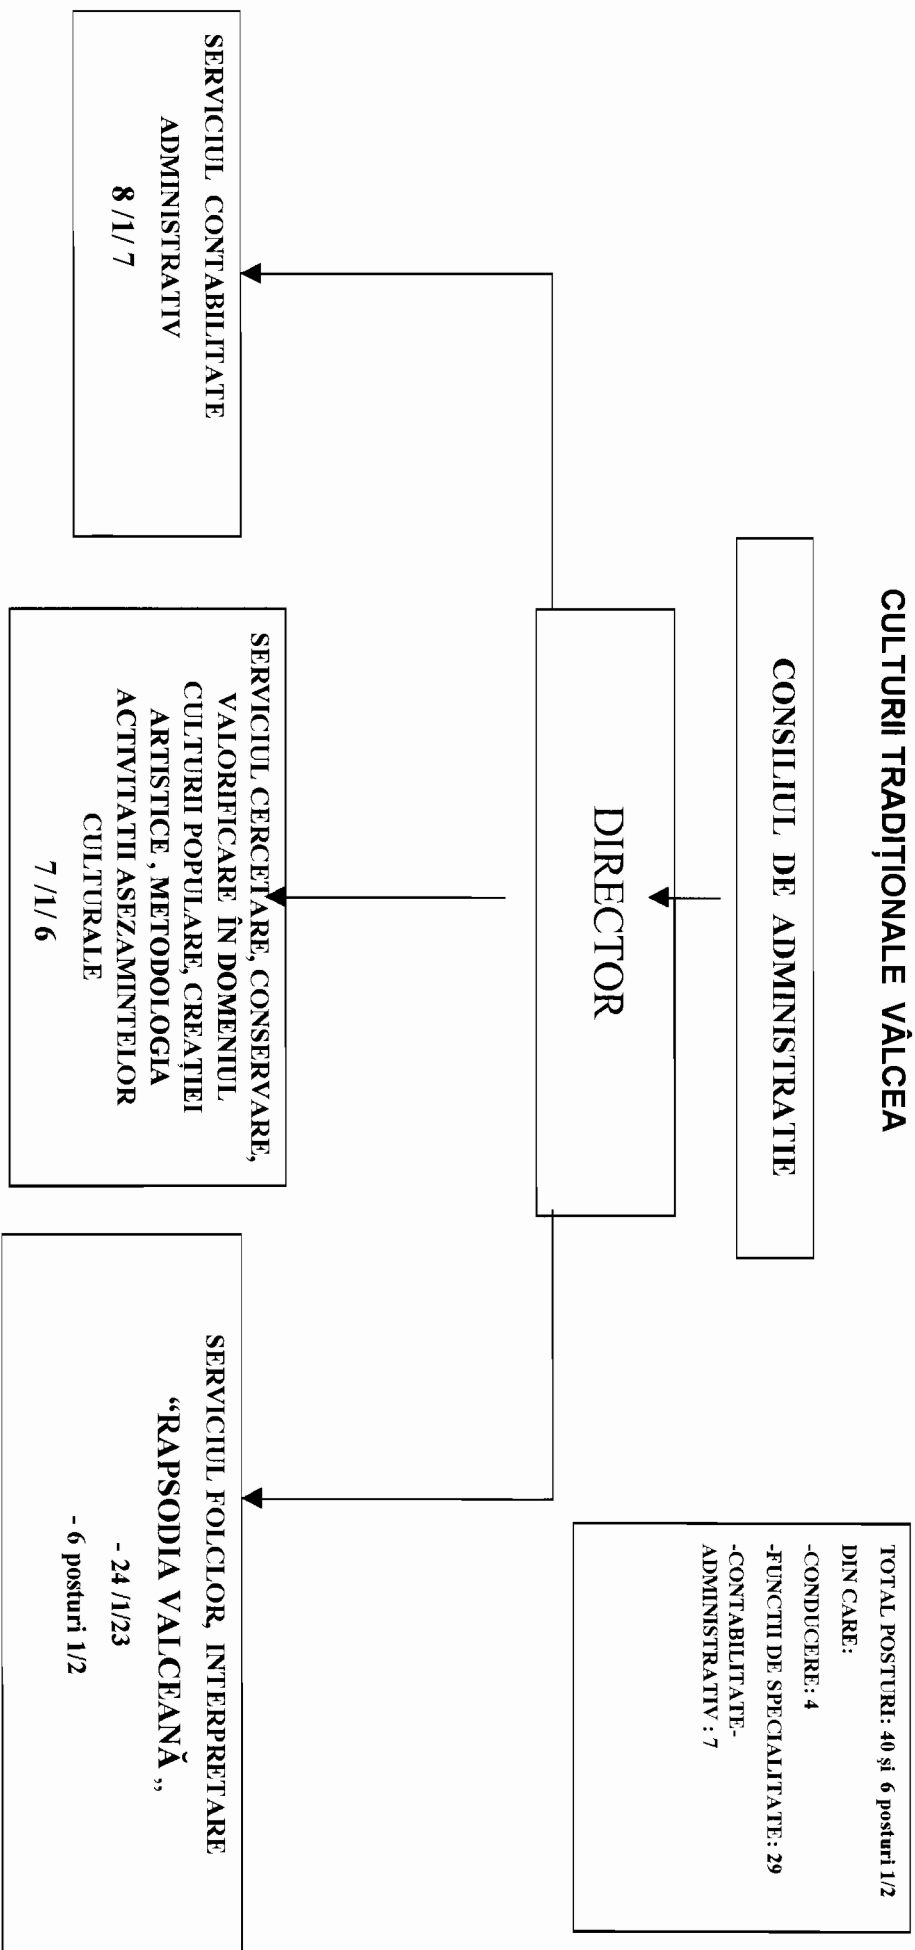 CULTURII TRADIȚIONALE VÂLCEA
TOTAL POSTURI: 40 și 6 posturi 1/2
DIN CARE:
-CONDUCERE: 4
-FUNCTII DE SPECIALITATE: 29
-CONTABILITATE-
ADMINISTRATIV : 7
CONSILIUL DE ADMINISTRATIE
DIRECTOR
SERVICIUL CONTABILITATE
ADMINISTRATIV
8 /1/ 7
SERVICIUL CERCETARE, CONSERVARE,
VALORIFICARE ÎN DOMENIUL
CULTURII POPULARE, CREAȚIEI
ARTISTICE , METODOLOGIA
ACTIVITATII ASEZAMINTELOR
CULTURALE
7 /1/ 6
SERVICIUL FOLCLOR, INTERPRETARE
“RAPSODIA VALCEANĂ „
- 24 /1/23
- 6 posturi 1/2